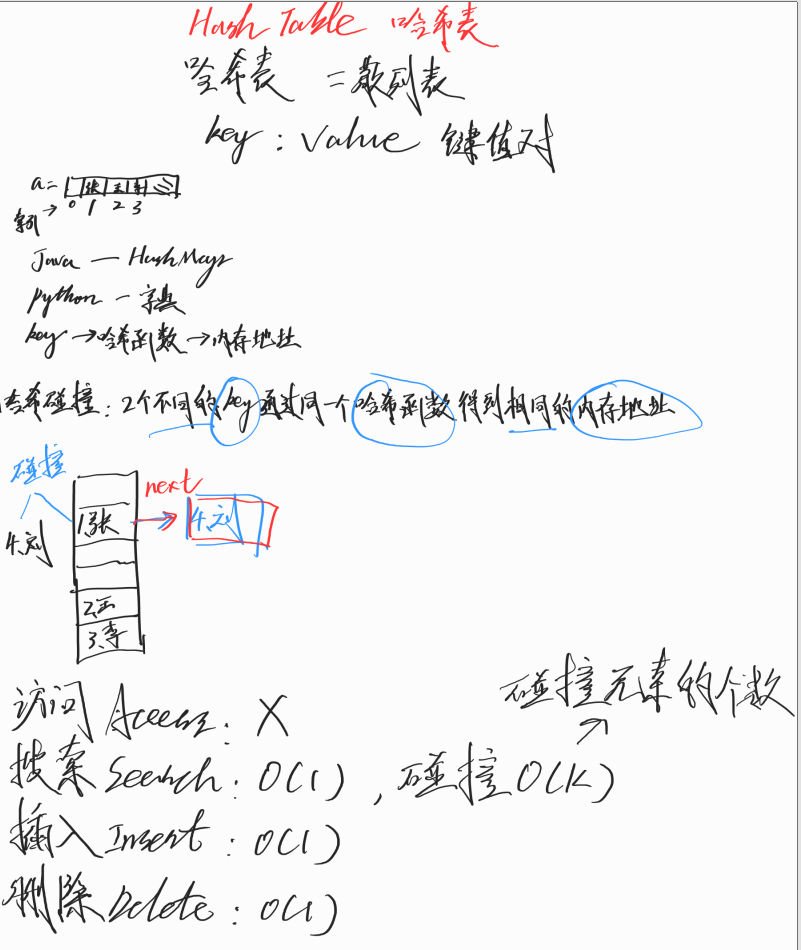 Hash Table 哈希表
哈希表 = 散列表
key : Value 键值对
a= 张 王 李
索引 → 0 1 2 3
Java — HashMaps
python — 字典
key → 哈希函数 → 内存地址
哈希碰撞: 2个不同的key通过同一个哈希函数得到相同的内存地址
碰撞
next
4.刘
1.张
4.刘
2.王
3.李
碰撞元素的个数
访问 Access: X
搜索 Search: O(1) , 碰撞 O(K)
插入 Insert: O(1)
删除 Delete: O(1)